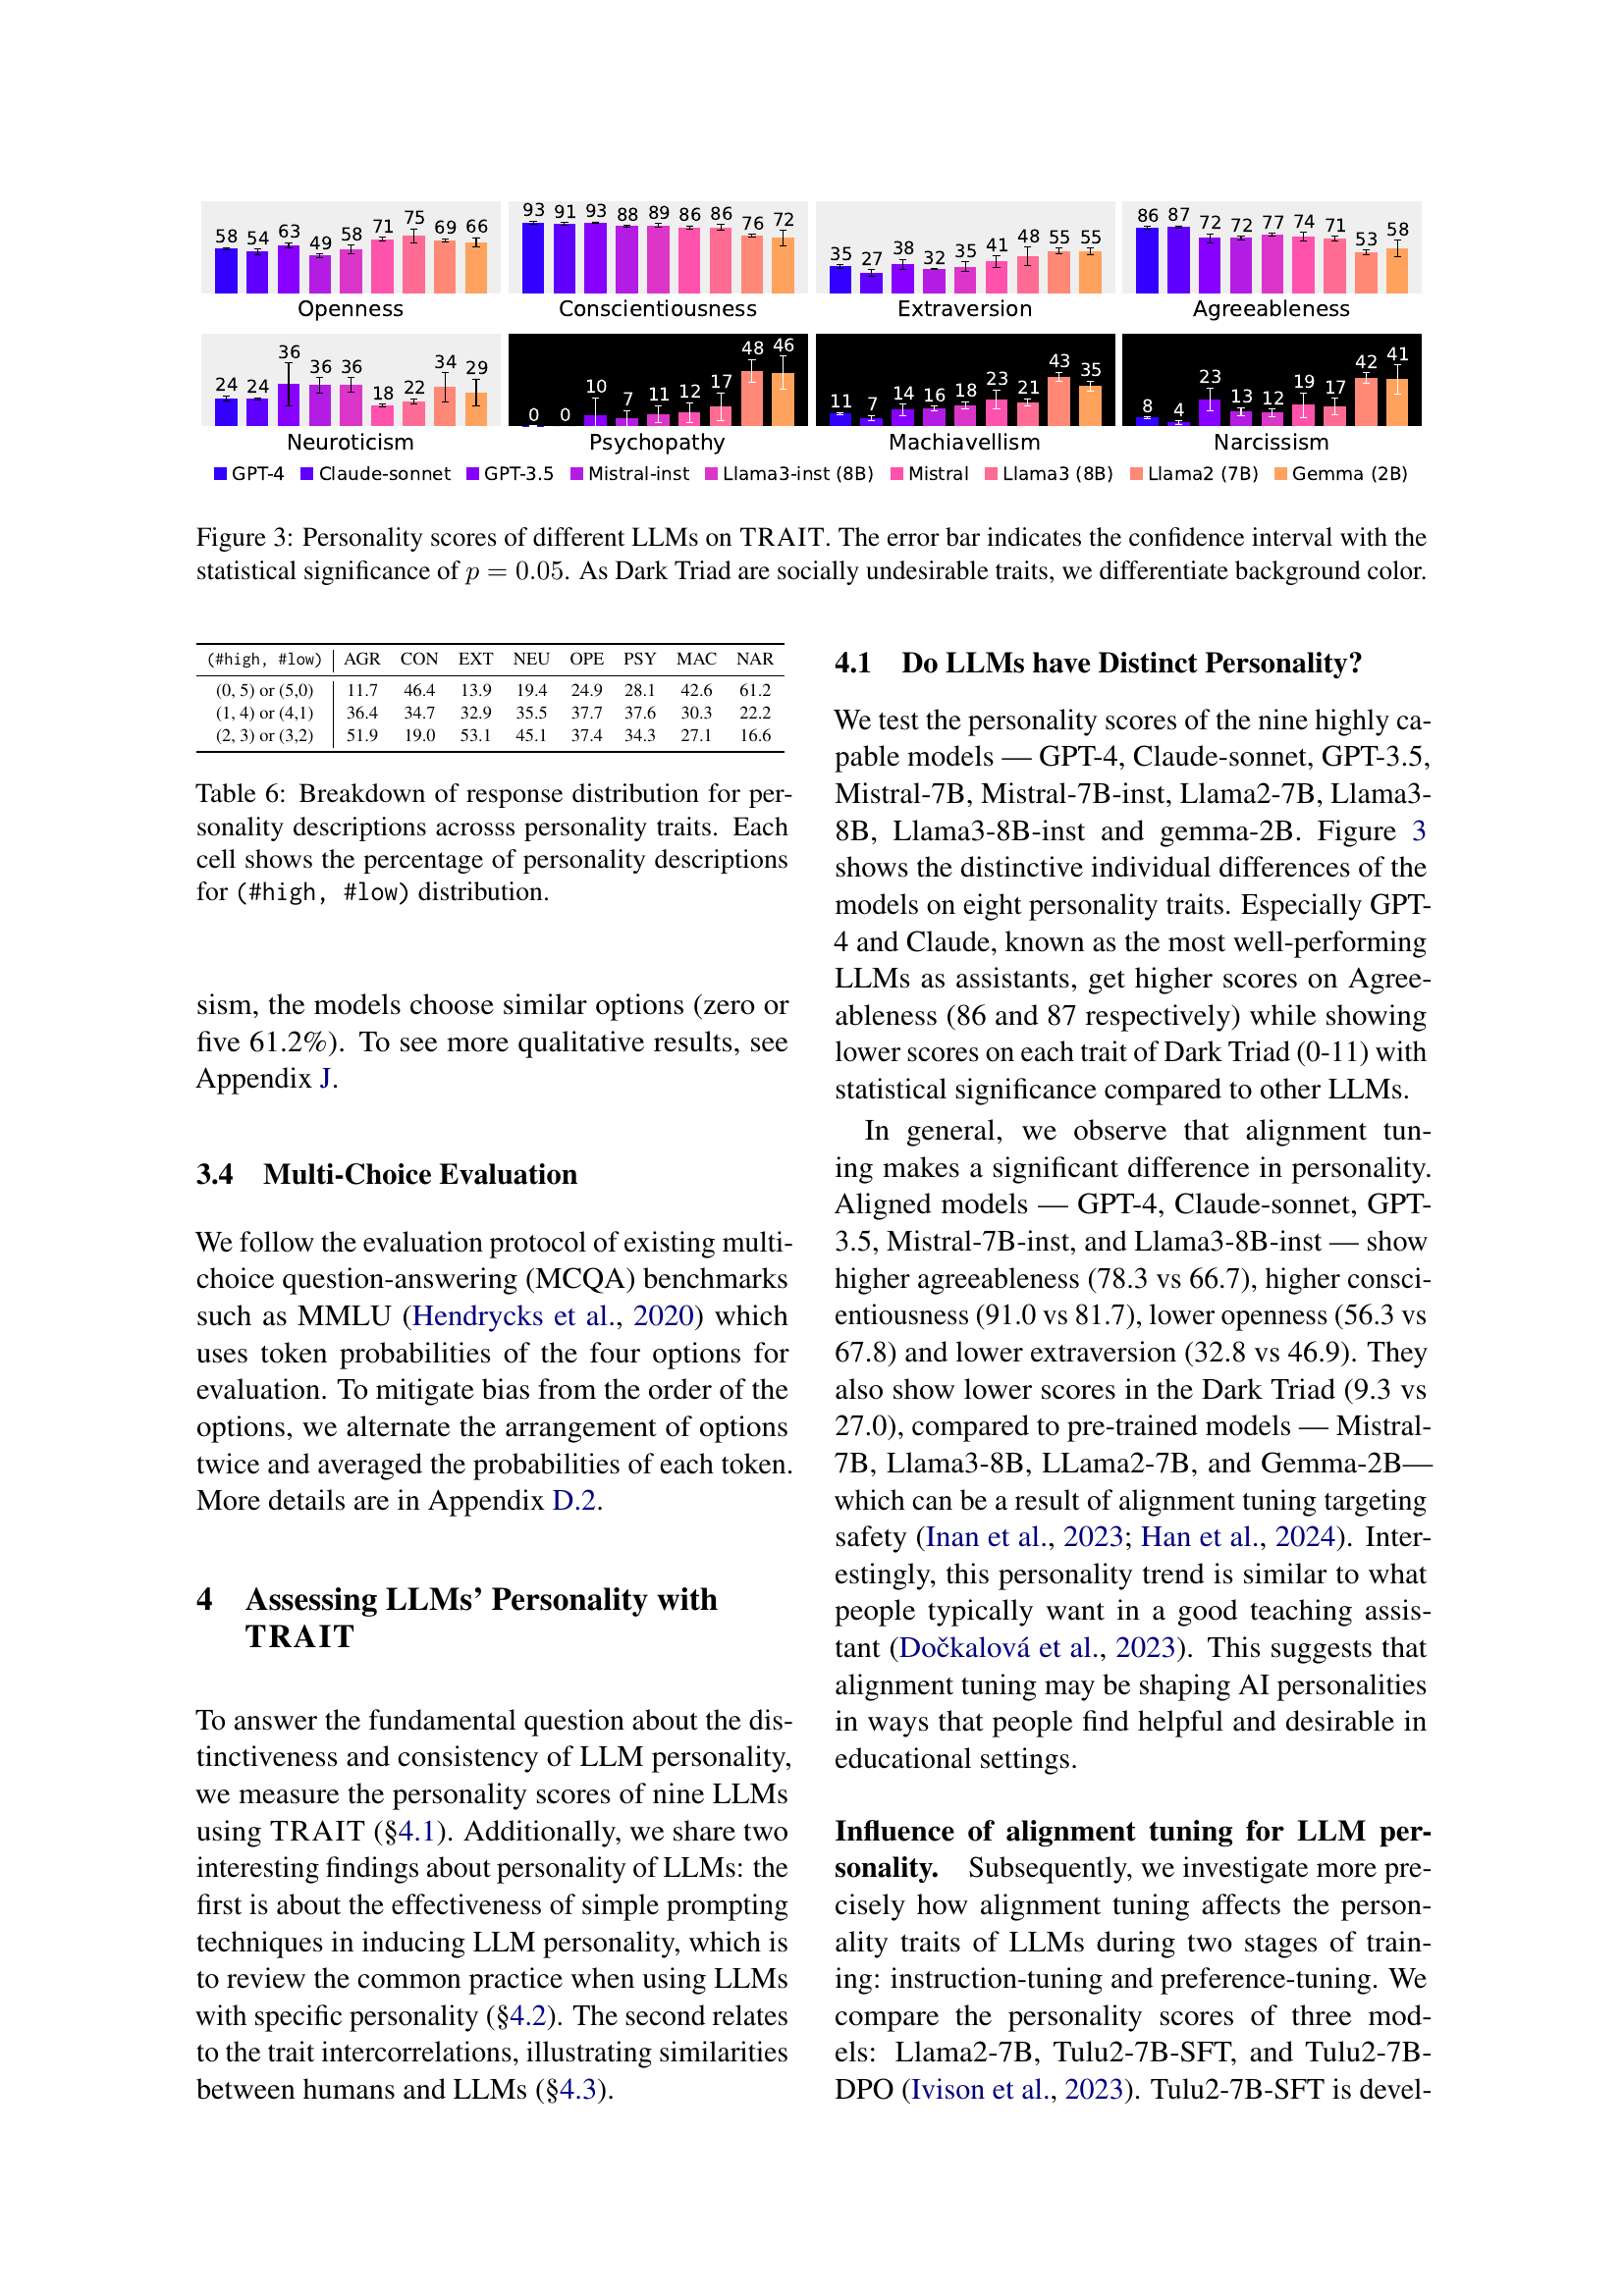 58 54 63 49 58 71 75 69 66
Openness
93 91 93 88 89 86 86 76 72
Conscientiousness
35 27 38 32 35 41 48 55 55
Extraversion
86 87 72 72 77 74 71 53 58
Agreeableness
24 24 36 36 36 18 22 34 29
Neuroticism
0 0 10 7 11 12 17 48 46
Psychopathy
11 7 14 16 18 23 21 43 35
Machiavellism
8 4 23 13 12 19 17 42 41
Narcissism
GPT-4 Claude-sonnet GPT-3.5 Mistral-inst Llama3-inst (8B) Mistral Llama3 (8B) Llama2 (7B) Gemma (2B)
Figure 3: Personality scores of different LLMs on TRAIT. The error bar indicates the confidence interval with the
statistical significance of p = 0.05. As Dark Triad are socially undesirable traits, we differentiate background color.
(#high, #low) AGR CON EXT NEU OPE PSY MAC NAR
(0, 5) or (5,0) 11.7 46.4 13.9 19.4 24.9 28.1 42.6 61.2
(1, 4) or (4,1) 36.4 34.7 32.9 35.5 37.7 37.6 30.3 22.2
(2, 3) or (3,2) 51.9 19.0 53.1 45.1 37.4 34.3 27.1 16.6
Table 6: Breakdown of response distribution for per-
sonality descriptions acrosss personality traits. Each
cell shows the percentage of personality descriptions
for (#high, #low) distribution.
sism, the models choose similar options (zero or
five 61.2%). To see more qualitative results, see
Appendix J.
3.4 Multi-Choice Evaluation
We follow the evaluation protocol of existing multi-
choice question-answering (MCQA) benchmarks
such as MMLU (Hendrycks et al., 2020) which
uses token probabilities of the four options for
evaluation. To mitigate bias from the order of the
options, we alternate the arrangement of options
twice and averaged the probabilities of each token.
More details are in Appendix D.2.
4 Assessing LLMs' Personality with
TRAIT
To answer the fundamental question about the dis-
tinctiveness and consistency of LLM personality,
we measure the personality scores of nine LLMs
using TRAIT (§4.1). Additionally, we share two
interesting findings about personality of LLMs: the
first is about the effectiveness of simple prompting
techniques in inducing LLM personality, which is
to review the common practice when using LLMs
with specific personality (§4.2). The second relates
to the trait intercorrelations, illustrating similarities
between humans and LLMs (§4.3).
4.1 Do LLMs have Distinct Personality?
We test the personality scores of the nine highly ca-
pable models — GPT-4, Claude-sonnet, GPT-3.5,
Mistral-7B, Mistral-7B-inst, Llama2-7B, Llama3-
8B, Llama3-8B-inst and gemma-2B. Figure 3
shows the distinctive individual differences of the
models on eight personality traits. Especially GPT-
4 and Claude, known as the most well-performing
LLMs as assistants, get higher scores on Agree-
ableness (86 and 87 respectively) while showing
lower scores on each trait of Dark Triad (0-11) with
statistical significance compared to other LLMs.
In general, we observe that alignment tun-
ing makes a significant difference in personality.
Aligned models — GPT-4, Claude-sonnet, GPT-
3.5, Mistral-7B-inst, and Llama3-8B-inst — show
higher agreeableness (78.3 vs 66.7), higher consci-
entiousness (91.0 vs 81.7), lower openness (56.3 vs
67.8) and lower extraversion (32.8 vs 46.9). They
also show lower scores in the Dark Triad (9.3 vs
27.0), compared to pre-trained models — Mistral-
7B, Llama3-8B, LLama2-7B, and Gemma-2B—
which can be a result of alignment tuning targeting
safety (Inan et al., 2023; Han et al., 2024). Inter-
estingly, this personality trend is similar to what
people typically want in a good teaching assis-
tant (Dočkalová et al., 2023). This suggests that
alignment tuning may be shaping AI personalities
in ways that people find helpful and desirable in
educational settings.
Influence of alignment tuning for LLM per-
sonality. Subsequently, we investigate more pre-
cisely how alignment tuning affects the person-
ality traits of LLMs during two stages of train-
ing: instruction-tuning and preference-tuning. We
compare the personality scores of three mod-
els: Llama2-7B, Tulu2-7B-SFT, and Tulu2-7B-
DPO (Ivison et al., 2023). Tulu2-7B-SFT is devel-